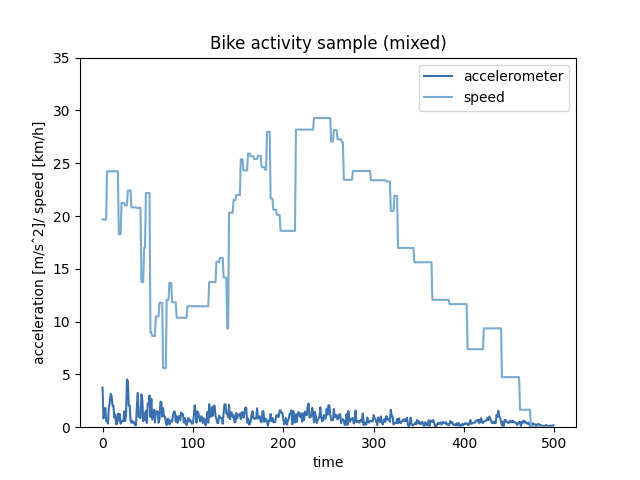 Bike activity sample (mixed)
acceleration [m/s^2]/ speed [km/h]
35
30
25
20
15
10
5
0
accelerometer
speed
0 100 200 300 400 500
time